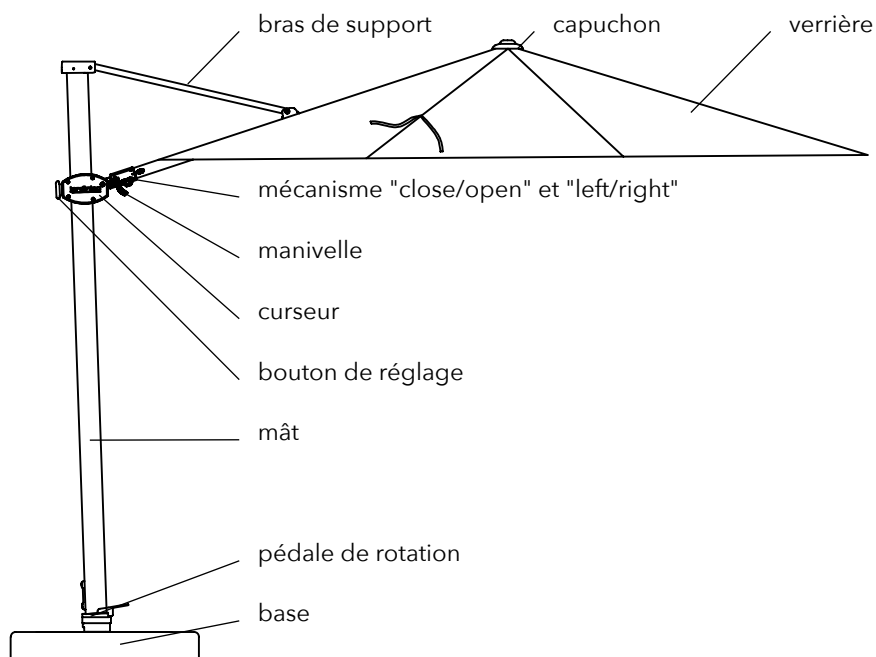 bras de support
capuchon
verrière
mécanisme "close/open" et "left/right"
manivelle
curseur
bouton de réglage
mât
pédale de rotation
base